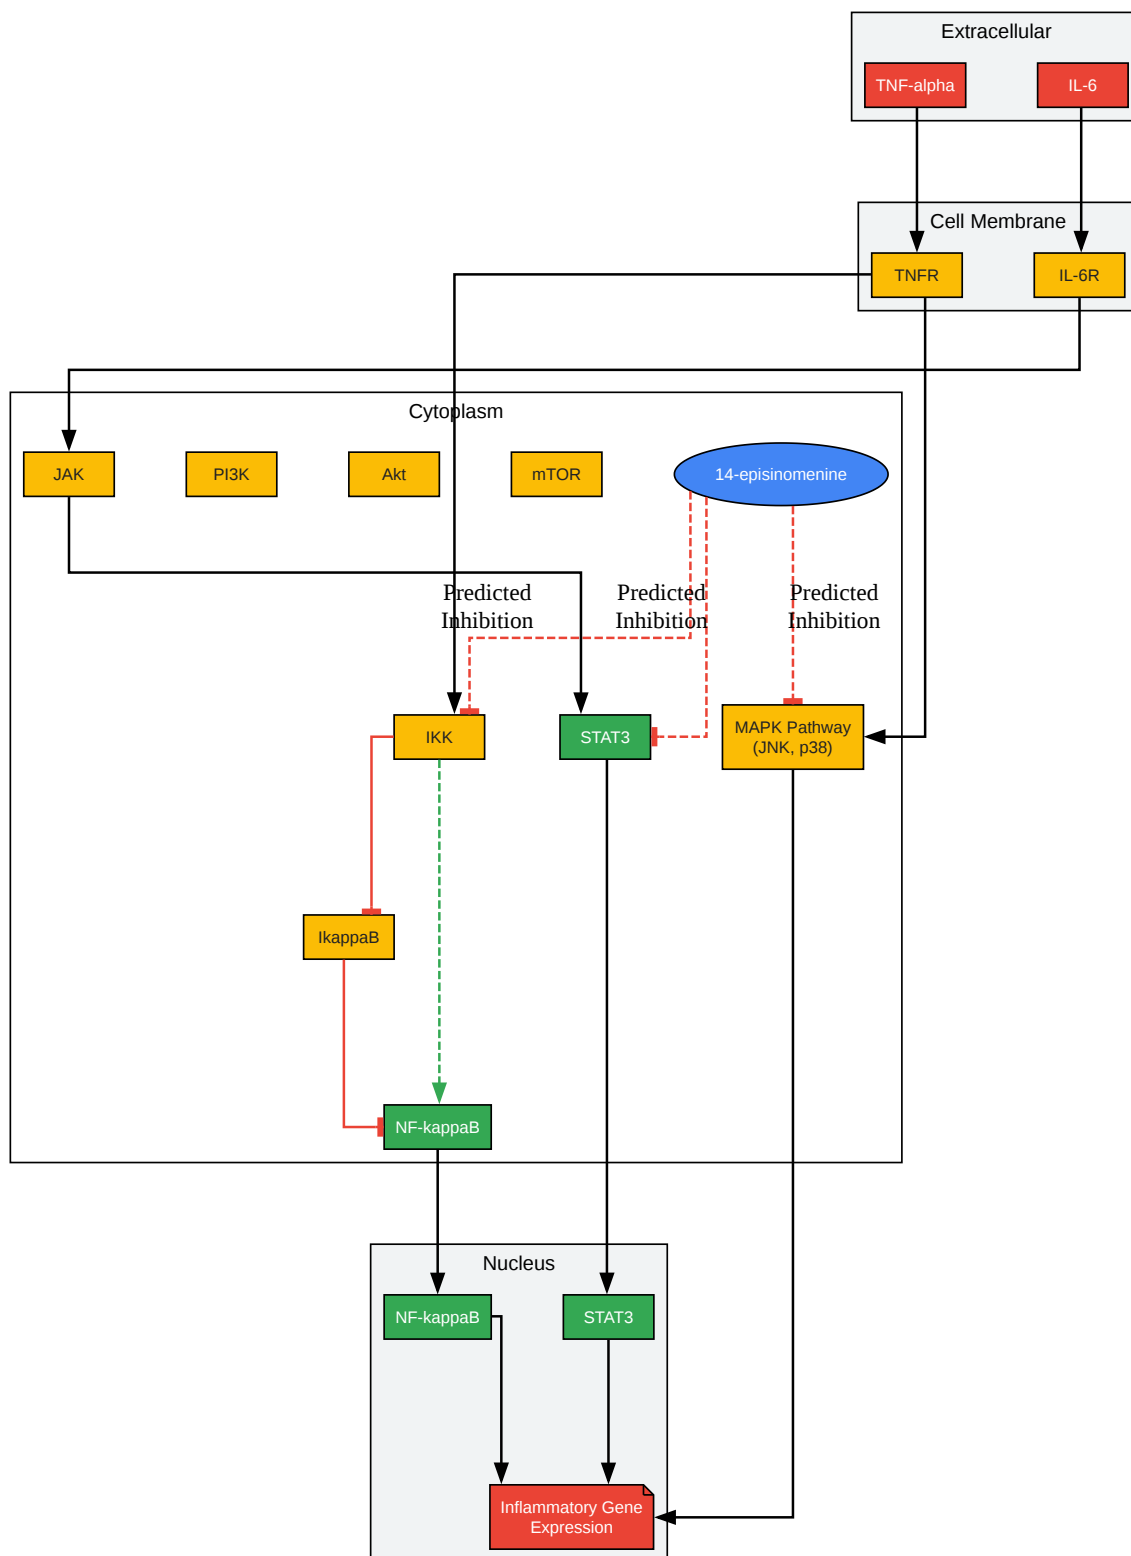 Extracellular
TNF-alpha
IL-6
Cell Membrane
TNFR
IL-6R
Cytoplasm
JAK
PI3K
Akt
mTOR
14-episinomenine
Predicted
Inhibition
Predicted
Inhibition
Predicted
Inhibition
IKK
STAT3
MAPK Pathway
(JNK, p38)
IkappaB
NF-kappaB
Nucleus
NF-kappaB
STAT3
Inflammatory Gene
Expression